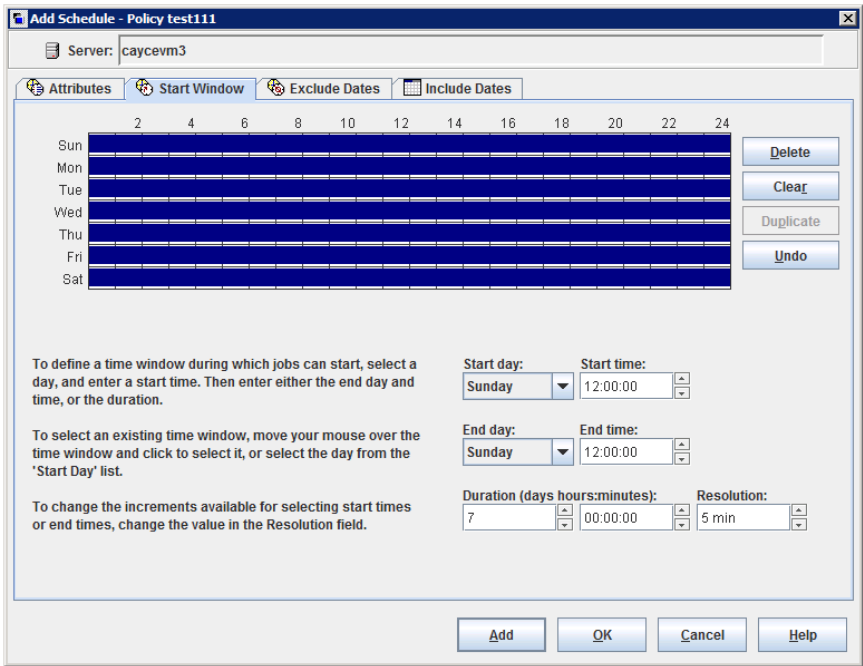 Add Schedule - Policy test111
Server: caycevm3
Attributes Start Window Exclude Dates Include Dates
2 4 6 8 10 12 14 16 18 20 22 24
Sun
Mon
Tue
Wed
Thu
Fri
Sat
Delete
Clear
Duplicate
Undo
To define a time window during which jobs can start, select a
day, and enter a start time. Then enter either the end day and
time, or the duration.
To select an existing time window, move your mouse over the
time window and click to select it, or select the day from the
'Start Day' list.
To change the increments available for selecting start times
or end times, change the value in the Resolution field.
Start day: Start time:
Sunday 12:00:00
End day: End time:
Sunday 12:00:00
Duration (days hours:minutes): Resolution:
7 00:00:00 5 min
Add OK Cancel Help